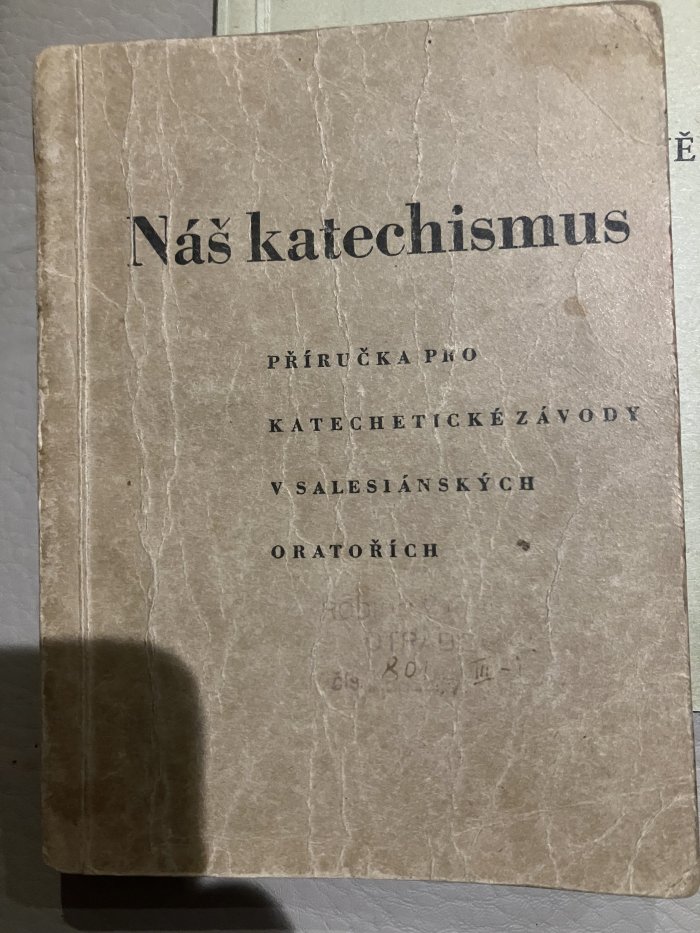 Náš katechismus
PŘÍRUČKA PRO
KATECHETICKÉ ZÁVODY
V SALESIÁNSKÝCH
ORATOŘÍCH